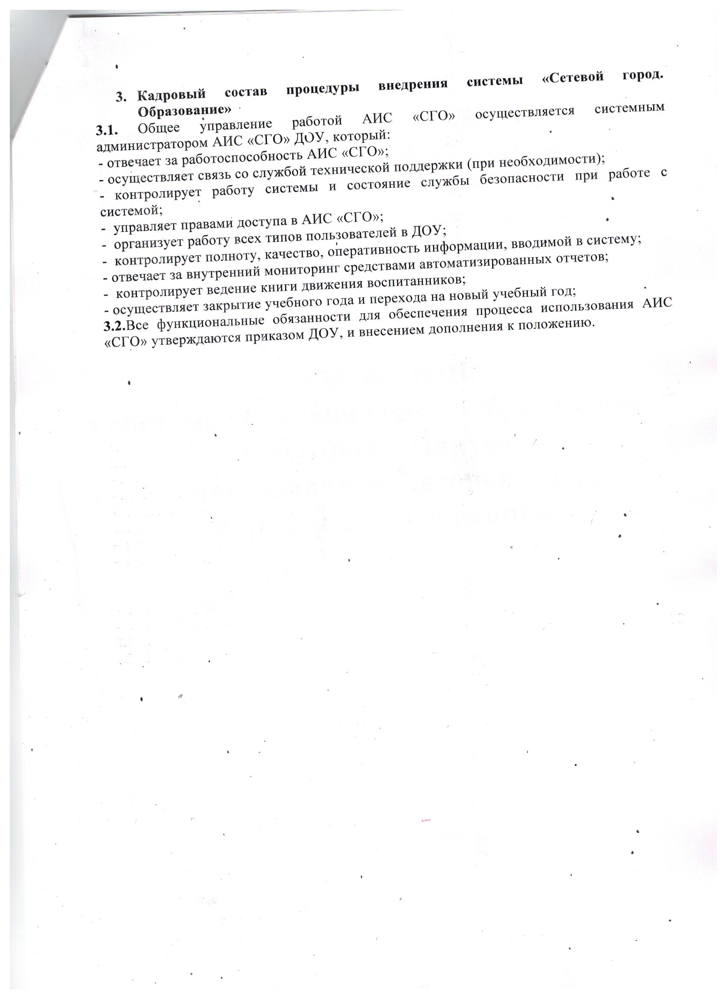 3. Кадровый состав процедуры внедрения системы «Сетевой город.
Образование»
3.1. Общее управление работой АИС «СГО» осуществляется системным
администратором АИС «СГО» ДОУ, который:
- отвечает за работоспособность АИС «СГО»;
- осуществляет связь со службой технической поддержки (при необходимости);
- контролирует работу системы и состояние службы безопасности при работе с
системой;
- управляет правами доступа в АИС «СГО»;
- организует работу всех типов пользователей в ДОУ;
- контролирует полноту, качество, оперативность информации, вводимой в систему;
- отвечает за внутренний мониторинг средствами автоматизированных отчетов;
- контролирует ведение книги движения воспитанников;
- осуществляет закрытие учебного года и перехода на новый учебный год;
3.2.Все функциональные обязанности для обеспечения процесса использования АИС
«СГО» утверждаются приказом ДОУ, и внесением дополнения к положению.